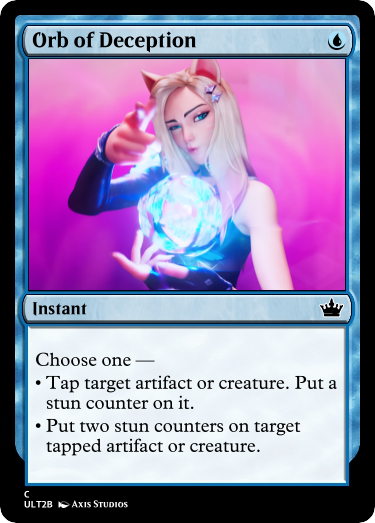 Orb of Deception
Instant
Choose one —
• Tap target artifact or creature. Put a
stun counter on it.
• Put two stun counters on target
tapped artifact or creature.
C
ULT2B Axis Studios